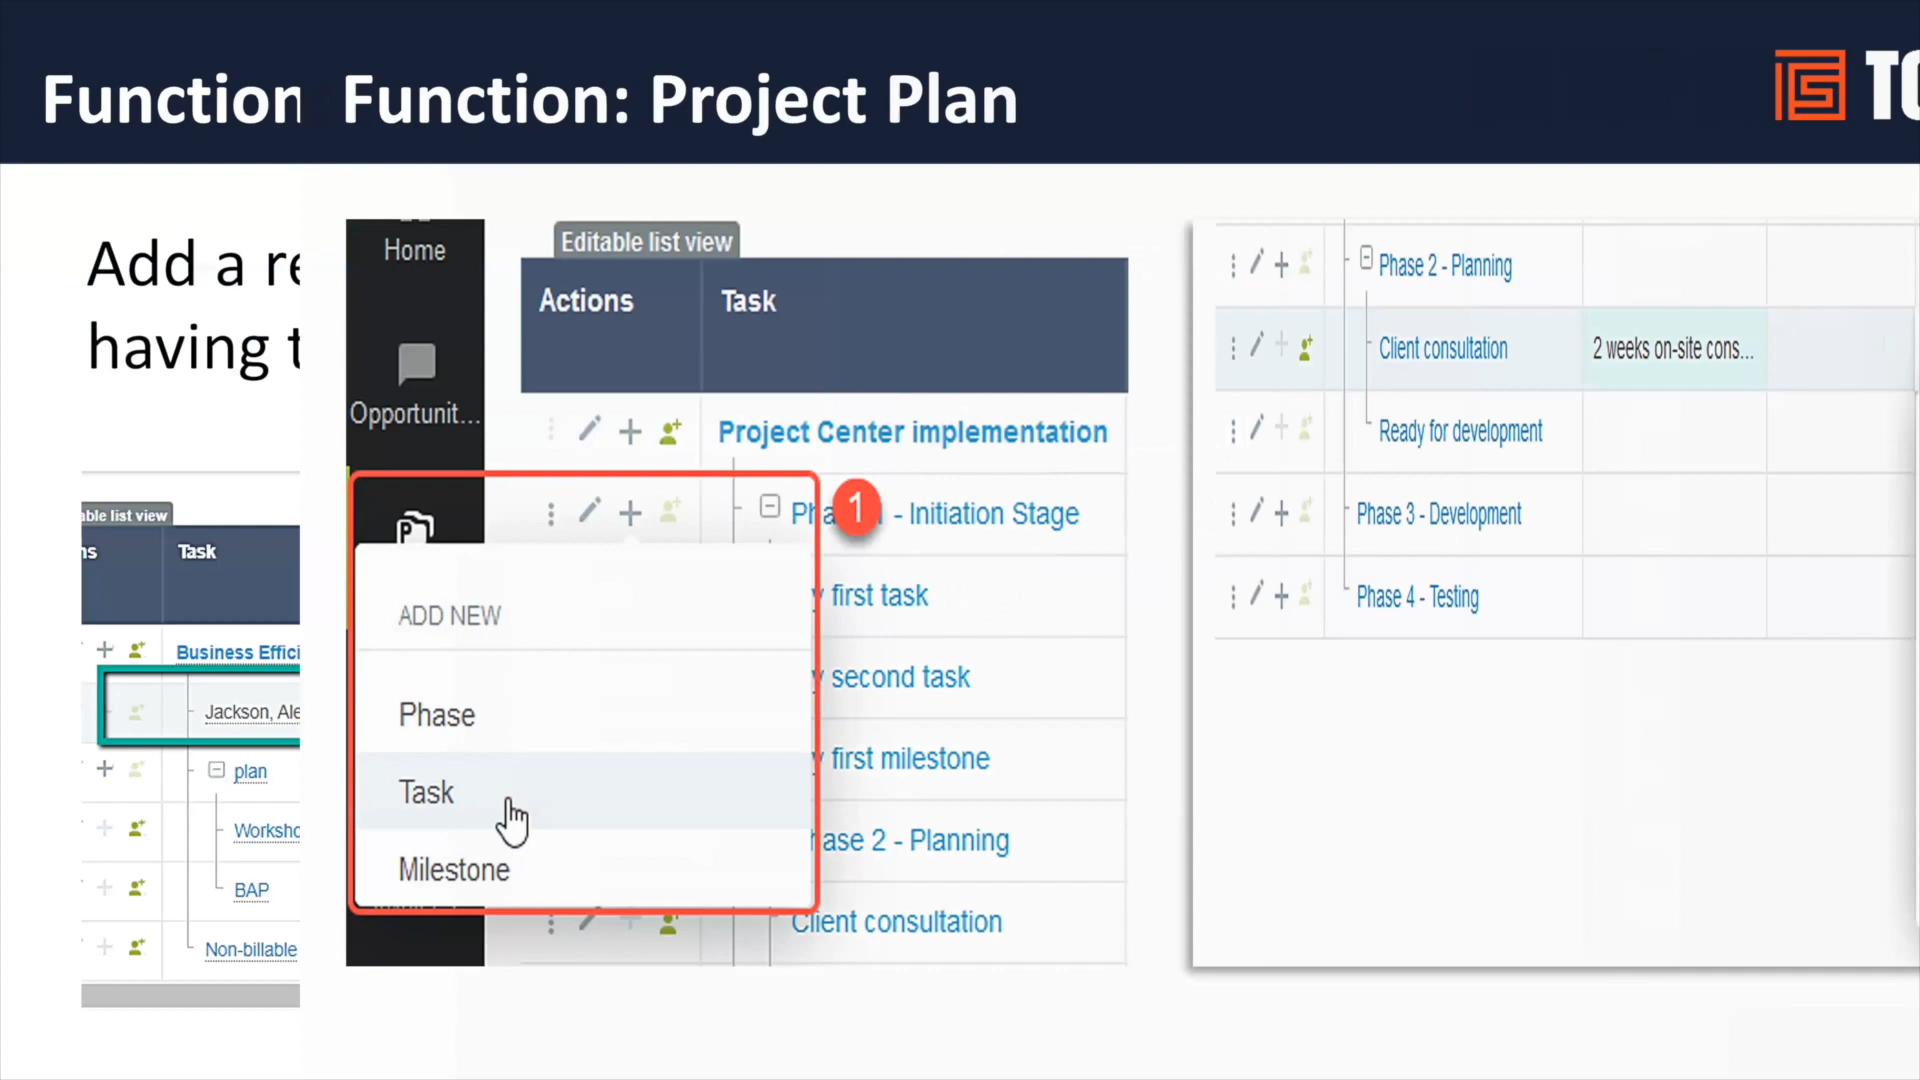 Function
Function: Project Plan
Add a re
having t
able list view
Task
Business Effici
Jackson, Ale
plan
Worksho
BAP
Non-billable
Home
Opportunit...
Editable list view
Actions
Task
Project Center implementation
- Initiation Stage
1
first task
second task
first milestone
Phase 2 - Planning
Client consultation
ADD NEW
Phase
Task
Milestone
Phase 2 - Planning
Client consultation
2 weeks on-site cons...
Ready for development
Phase 3 - Development
Phase 4 - Testing